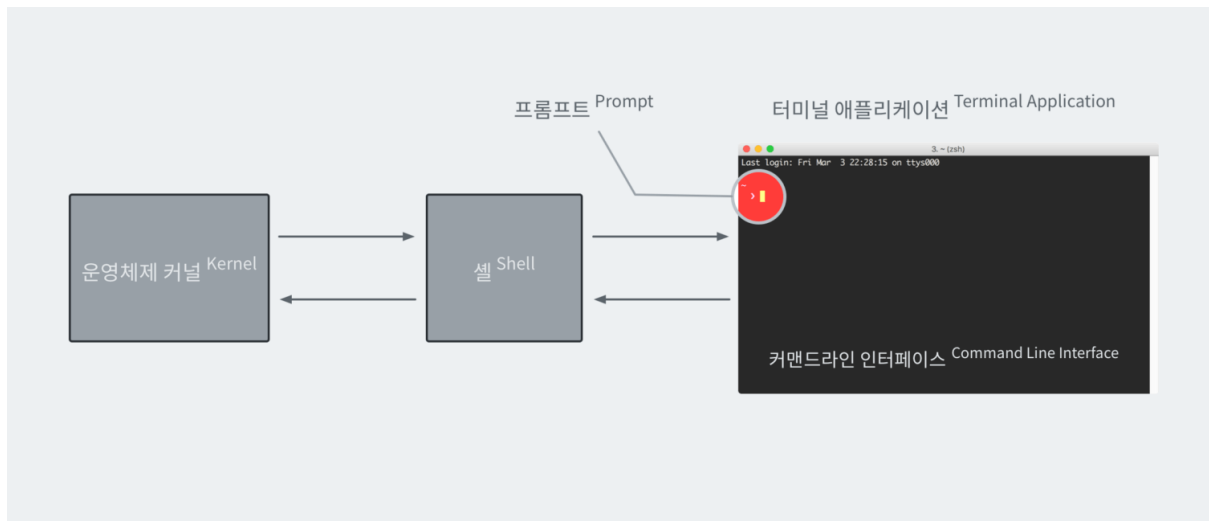 프롬프트 Prompt
터미널 애플리케이션 Terminal Application
3. ~ (zsh)
Last login: Fri Mar 3 22:28:15 on ttys000
~
›
운영체제 커널 Kernel
셸 Shell
커맨드라인 인터페이스 Command Line Interface